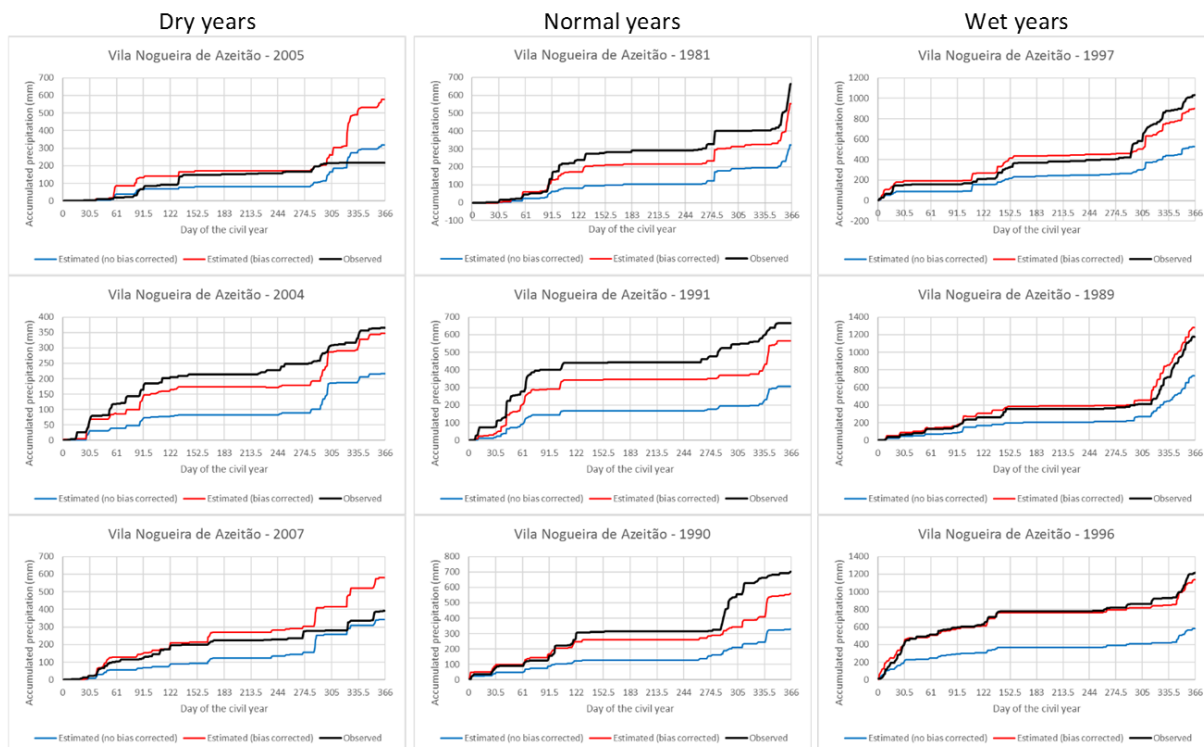 Dry years
Normal years
Wet years
Vila Nogueira de Azeitão - 2005
Accumulated precipitation (mm)
700
600
500
400
300
200
100
0
0 30.5 61 91.5 122 152.5 183 213.5 244 274.5 305 335.5 366
Day of the civil year
Estimated (no bias corrected) Estimated (bias corrected) Observed
Vila Nogueira de Azeitão - 1981
Accumulated precipitation (mm)
700
600
500
400
300
200
100
0
-100
0 30.5 61 91.5 122 152.5 183 213.5 244 274.5 305 335.5 366
Day of the civil year
Estimated (no bias corrected) Estimated (bias corrected) Observed
Vila Nogueira de Azeitão - 1997
Accumulated precipitation (mm)
1200
1000
800
600
400
200
0
-200
0 30.5 61 91.5 122 152.5 183 213.5 244 274.5 305 335.5 366
Day of the civil year
Estimated (no bias corrected) Estimated (bias corrected) Observed
Vila Nogueira de Azeitão - 2004
Accumulated precipitation (mm)
400
350
300
250
200
150
100
50
0
0 30.5 61 91.5 122 152.5 183 213.5 244 274.5 305 335.5 366
Day of the civil year
Estimated (no bias corrected) Estimated (bias corrected) Observed
Vila Nogueira de Azeitão - 1991
Accumulated precipitation (mm)
700
600
500
400
300
200
100
0
0 30.5 61 91.5 122 152.5 183 213.5 244 274.5 305 335.5 366
Day of the civil year
Estimated (no bias corrected) Estimated (bias corrected) Observed
Vila Nogueira de Azeitão - 1989
Accumulated precipitation (mm)
1400
1200
1000
800
600
400
200
0
0 30.5 61 91.5 122 152.5 183 213.5 244 274.5 305 335.5 366
Day of the civil year
Estimated (no bias corrected) Estimated (bias corrected) Observed
Vila Nogueira de Azeitão - 2007
Accumulated precipitation (mm)
700
600
500
400
300
200
100
0
0 30.5 61 91.5 122 152.5 183 213.5 244 274.5 305 335.5 366
Day of the civil year
Estimated (no bias corrected) Estimated (bias corrected) Observed
Vila Nogueira de Azeitão - 1990
Accumulated precipitation (mm)
800
700
600
500
400
300
200
100
0
0 30.5 61 91.5 122 152.5 183 213.5 244 274.5 305 335.5 366
Day of the civil year
Estimated (no bias corrected) Estimated (bias corrected) Observed
Vila Nogueira de Azeitão - 1996
Accumulated precipitation (mm)
1400
1200
1000
800
600
400
200
0
0 30.5 61 91.5 122 152.5 183 213.5 244 274.5 305 335.5 366
Day of the civil year
Estimated (no bias corrected) Estimated (bias corrected) Observed